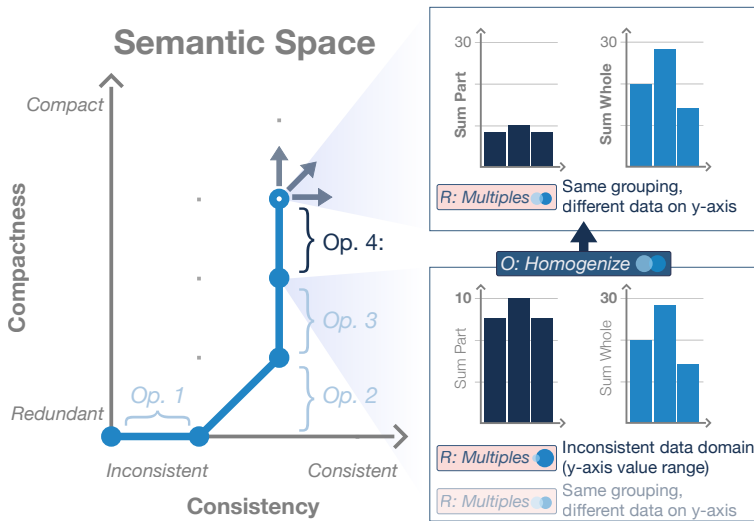 Semantic Space
Compact
Compactness
Redundant
Op. 4:
Op. 3
Op. 2
Op. 1
Inconsistent
Consistent
Consistency
30
Sum Part
30
Sum Whole
R: Multiples
Same grouping,
different data on y-axis
O: Homogenize
10
Sum Part
30
Sum Whole
R: Multiples
Inconsistent data domain
(y-axis value range)
R: Multiples
Same grouping,
different data on y-axis